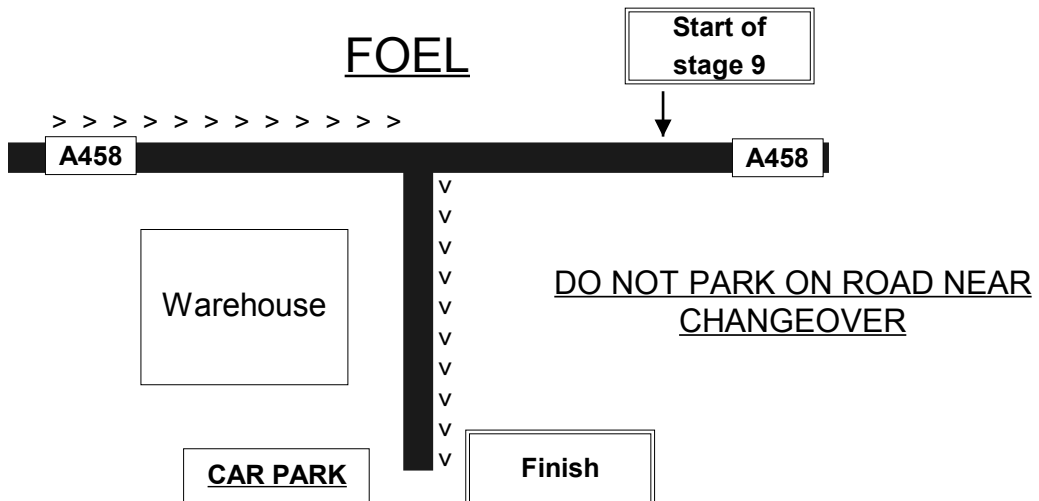 FOEL
Start of
stage 9
> > > > > > > > > > > >
A458
A458
v
v
v
v
v
v
v
v
v
v
Warehouse
DO NOT PARK ON ROAD NEAR
CHANGEOVER
CAR PARK
Finish